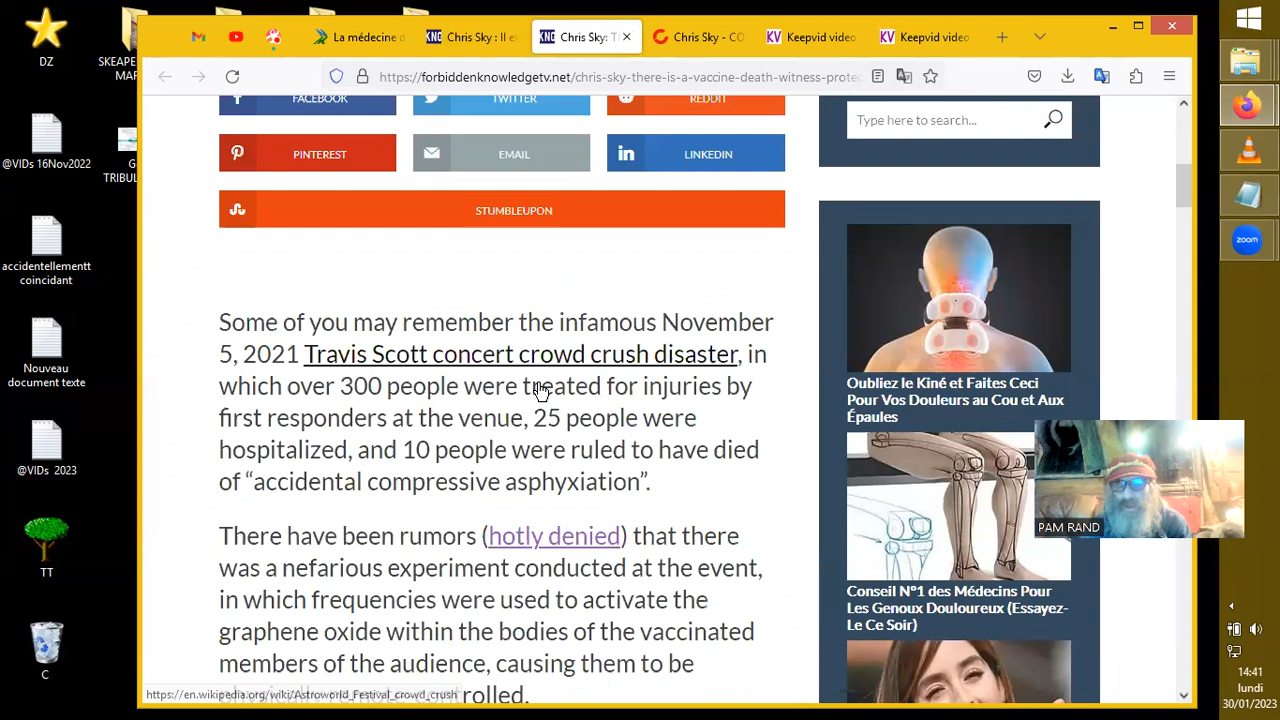 DZ
SKEAPE
MAR
@VIDs 16Nov2022
TRIBUL
accidentellementt
coincidant
Nouveau
document texte
@VIDs 2023
TT
C
La médecine d
KNO
Chris Sky : Il e
KNO
Chris Sky: T
Chris Sky - CO
KV
Keepvid video
KV
Keepvid video
https://forbiddenknowledgetv.net/chris-sky-there-is-a-vaccine-death-witness-protec
FACEBOOK
TWITTER
REDDIT
PINTEREST
EMAIL
LINKEDIN
STUMBLEUPON
Some of you may remember the infamous November
5, 2021 Travis Scott concert crowd crush disaster, in
which over 300 people were treated for injuries by
first responders at the venue, 25 people were
hospitalized, and 10 people were ruled to have died
of “accidental compressive asphyxiation”.
There have been rumors (hotly denied) that there
was a nefarious experiment conducted at the event,
in which frequencies were used to activate the
graphene oxide within the bodies of the vaccinated
members of the audience, causing them to be
https://en.wikipedia.org/wiki/Astroworld_Festival_crowd_crush
Type here to search...
Oubliez le Kiné et Faites Ceci
Pour Vos Douleurs au Cou et Aux
Épaules
Conseil N°1 des Médecins Pour
Les Genoux Douloureux (Essayez-
Le Ce Soir)
PAM RAND
zoom
14:41
lundi
30/01/2023